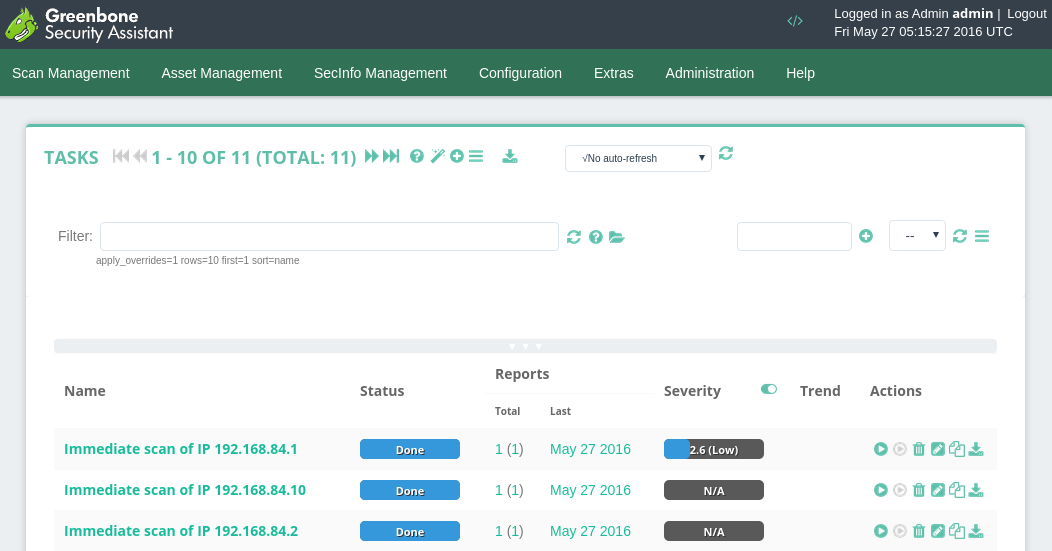 Greenbone
Security Assistant
</>
Logged in as Admin admin | Logout
Fri May 27 05:15:27 2016 UTC
Scan Management Asset Management SecInfo Management Configuration Extras Administration Help
TASKS 1 - 10 OF 11 (TOTAL: 11) √No auto-refresh
Filter: --
apply_overrides=1 rows=10 first=1 sort=name
Name Status Reports Severity Trend Actions
Total Last
Immediate scan of IP 192.168.84.1 Done 1 (1) May 27 2016 2.6 (Low)
Immediate scan of IP 192.168.84.10 Done 1 (1) May 27 2016 N/A
Immediate scan of IP 192.168.84.2 Done 1 (1) May 27 2016 N/A